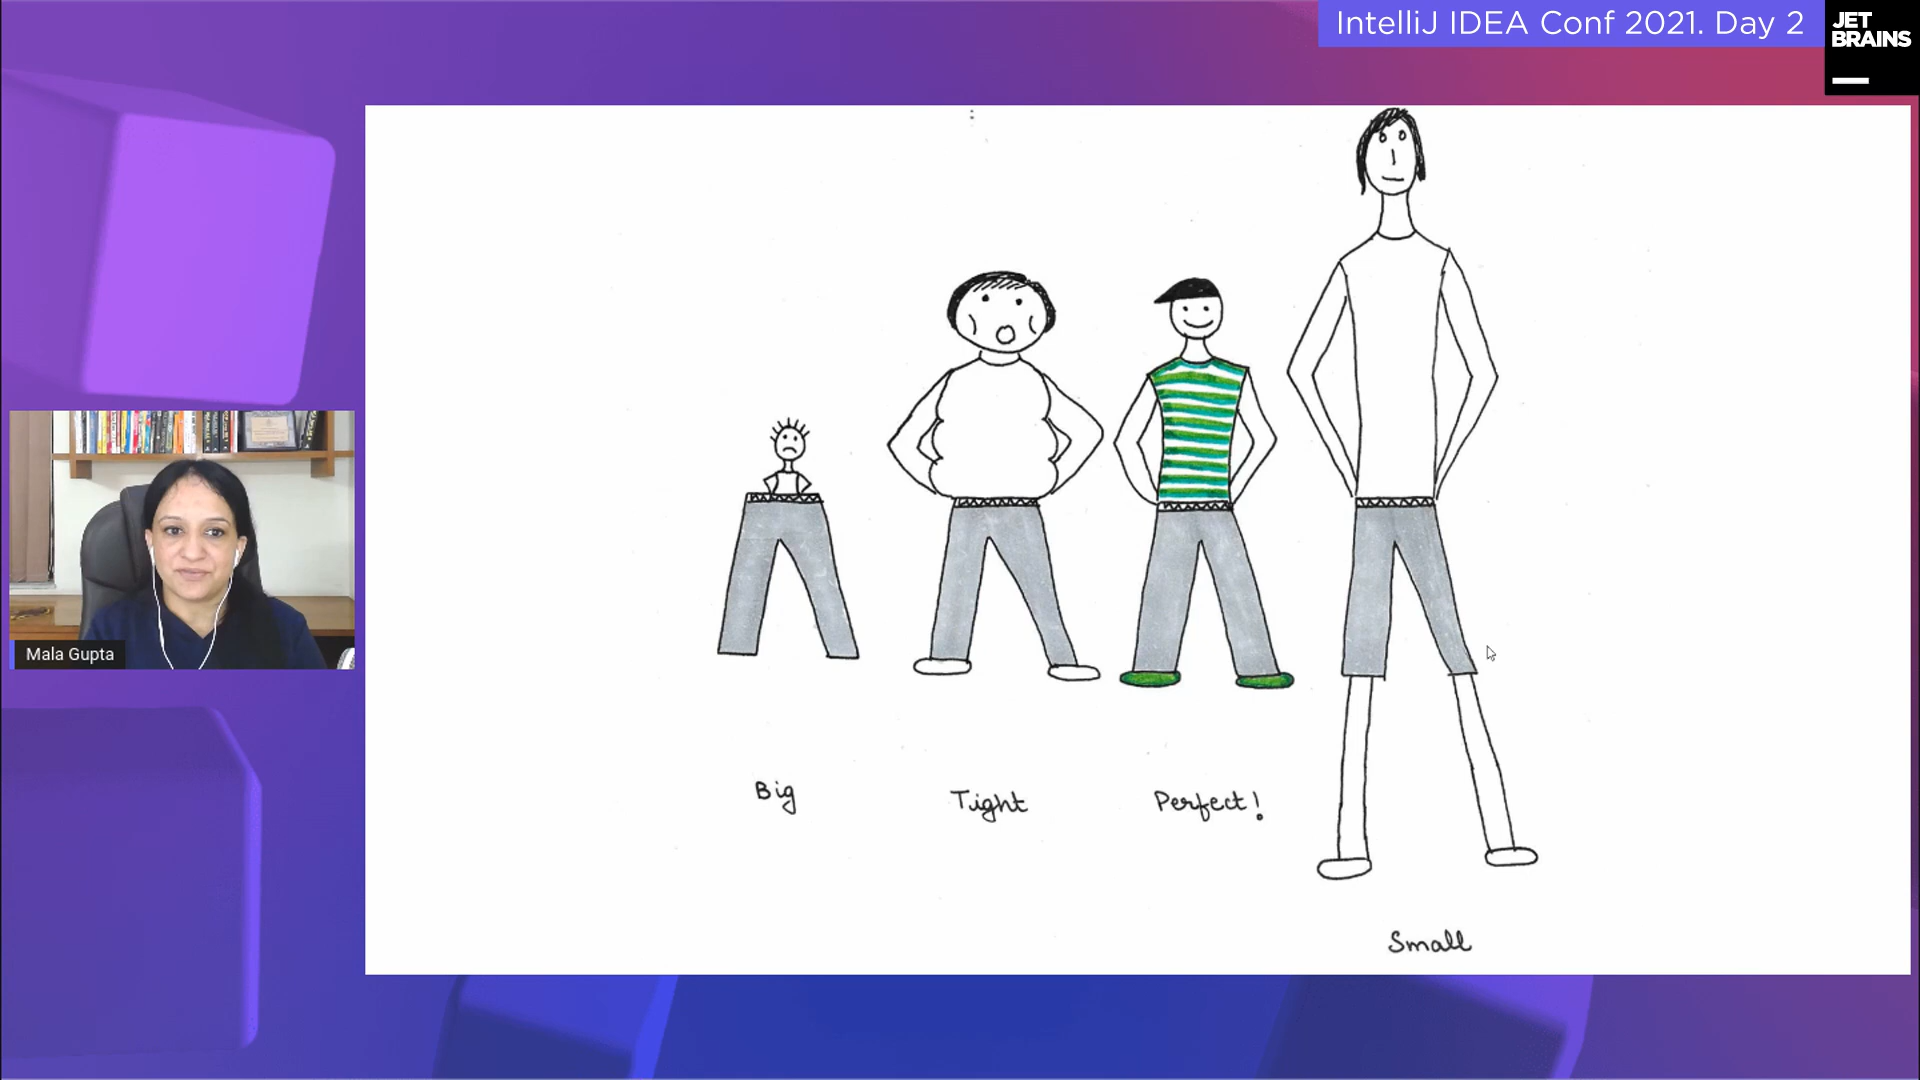 IntelliJ IDEA Conf 2021. Day 2
JET
BRAINS
Mala Gupta
Big
Tight
Perfect!
Small